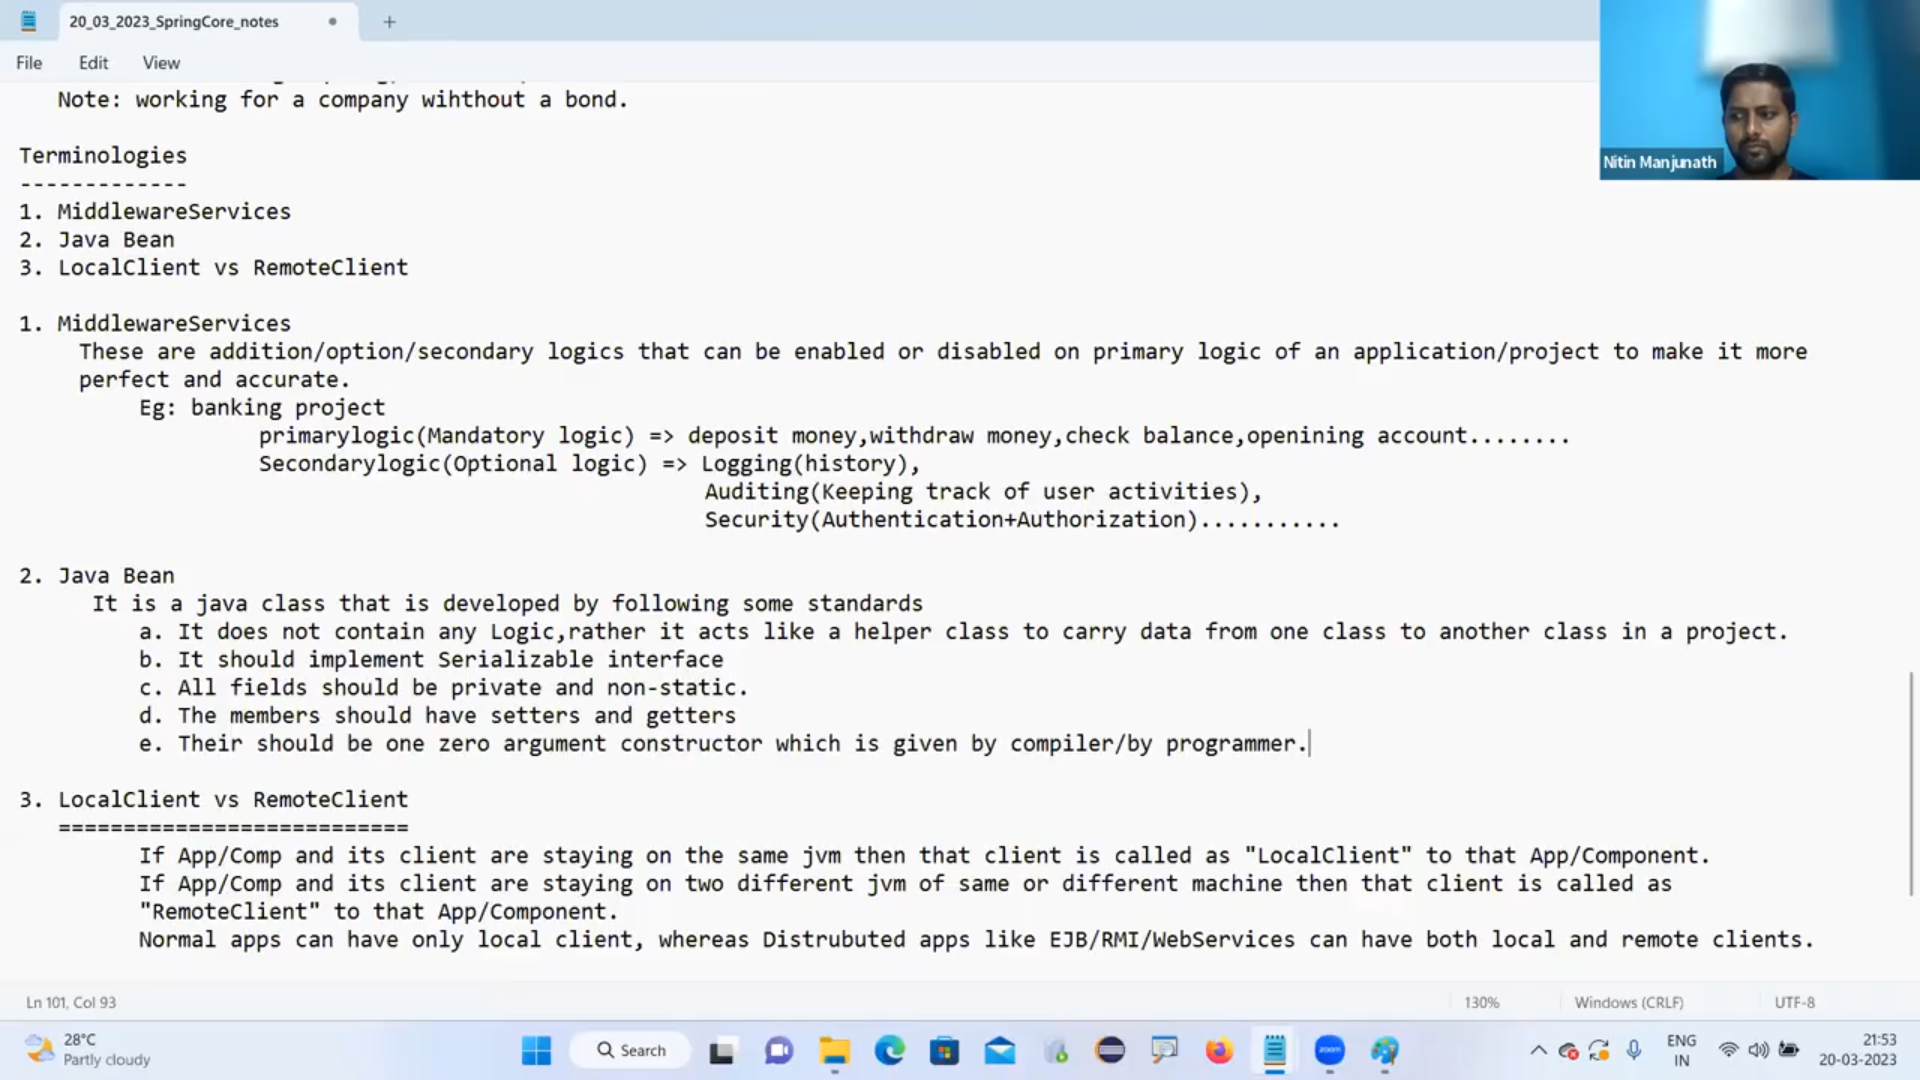 20_03_2023_SpringCore_notes
File Edit View
Note: working for a company wihthout a bond.
Nitin Manjunath
Terminologies
-------------
1. MiddlewareServices
2. Java Bean
3. LocalClient vs RemoteClient
1. MiddlewareServices
These are addition/option/secondary logics that can be enabled or disabled on primary logic of an application/project to make it more
perfect and accurate.
Eg: banking project
primarylogic(Mandatory logic) => deposit money,withdraw money,check balance,openining account........
Secondarylogic(Optional logic) => Logging(history),
Auditing(Keeping track of user activities),
Security(Authentication+Authorization)...........
2. Java Bean
It is a java class that is developed by following some standards
a. It does not contain any Logic,rather it acts like a helper class to carry data from one class to another class in a project.
b. It should implement Serializable interface
c. All fields should be private and non-static.
d. The members should have setters and getters
e. Their should be one zero argument constructor which is given by compiler/by programmer.
3. LocalClient vs RemoteClient
===========================
If App/Comp and its client are staying on the same jvm then that client is called as "LocalClient" to that App/Component.
If App/Comp and its client are staying on two different jvm of same or different machine then that client is called as
"RemoteClient" to that App/Component.
Normal apps can have only local client, whereas Distrubuted apps like EJB/RMI/WebServices can have both local and remote clients.
Ln 101, Col 93 130% Windows (CRLF) UTF-8
28°C
Partly cloudy
Search
zoom
ENG
IN
21:53
20-03-2023